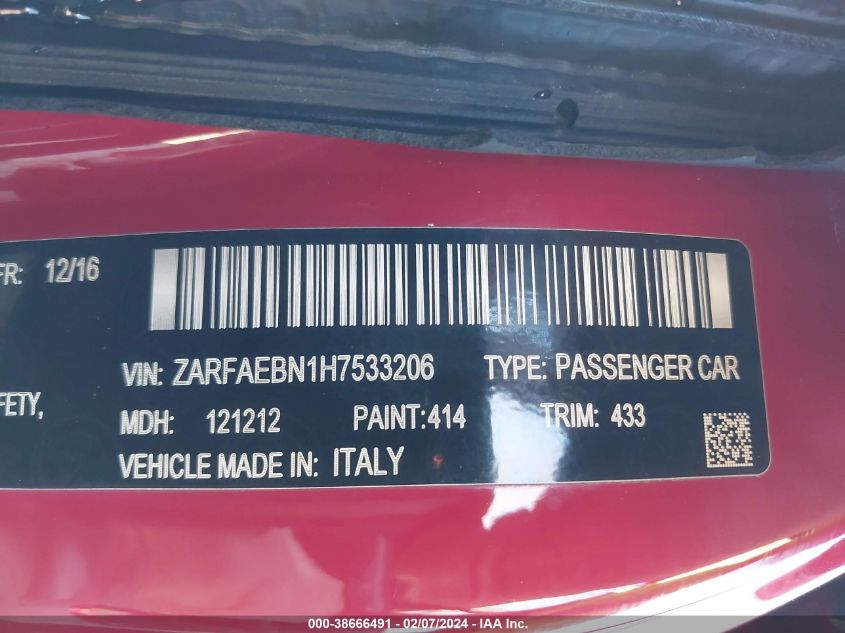 FR: 12/16
VIN: ZARFAEBN1H7533206 TYPE: PASSENGER CAR
FETY,
MDH: 121212 PAINT:414 TRIM: 433
VEHICLE MADE IN: ITALY
000-38666491 - 02/07/2024 - IAA Inc.